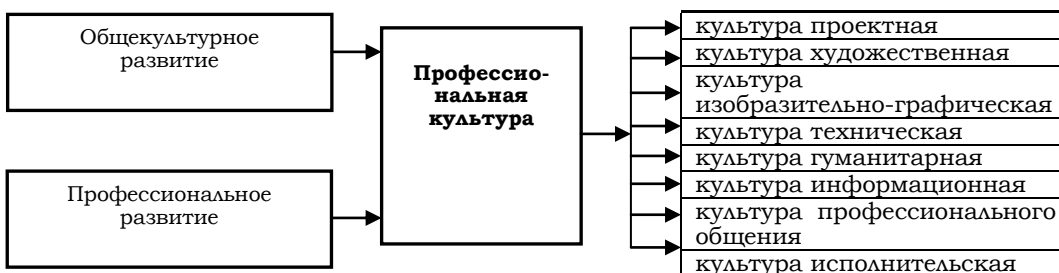 Общекультурное
развитие
Профессиональное
развитие
Профессио-
нальная
культура
культура проектная
культура художественная
культура
изобразительно-графическая
культура техническая
культура гуманитарная
культура информационная
культура профессионального
общения
культура исполнительская